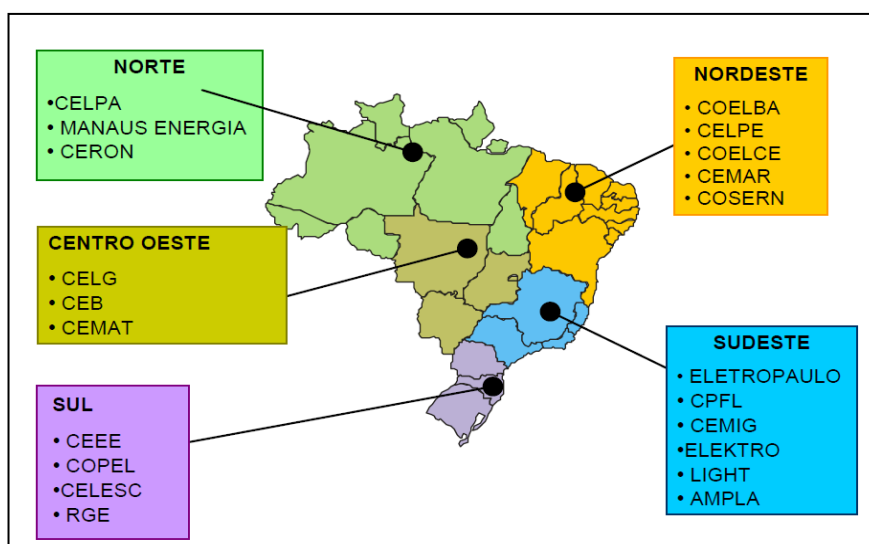 NORTE
•CELPA
• MANAUS ENERGIA
• CERON
NORDESTE
• COELBA
• CELPE
• COELCE
• CEMAR
• COSERN
CENTRO OESTE
• CELG
• CEB
• CEMAT
SUDESTE
• ELETROPAULO
• CPFL
• CEMIG
•ELEKTRO
• LIGHT
• AMPLA
SUL
• CEEE
• COPEL
•CELESC
• RGE